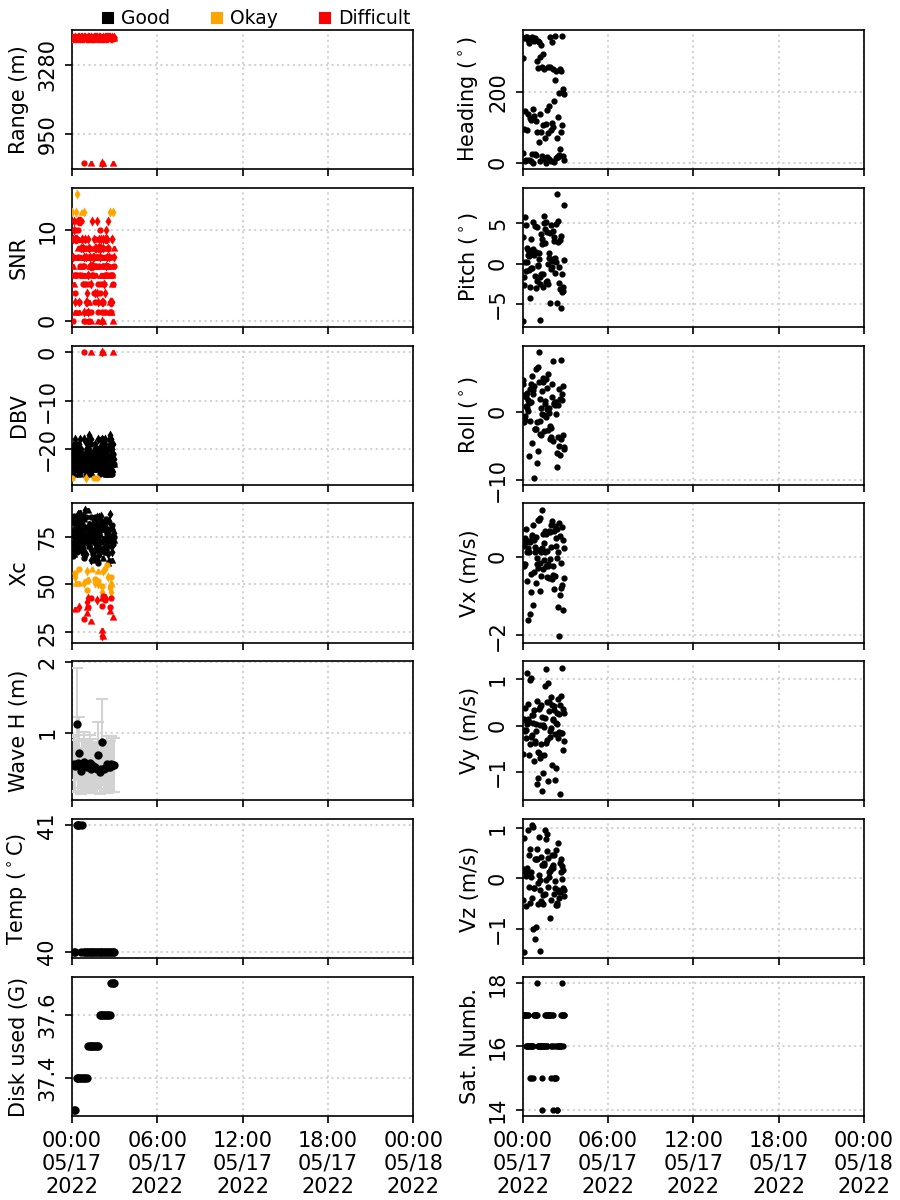 Good Okay Difficult
Range (m)
3280
950
Heading (°)
200
0
SNR
10
0
Pitch (°)
5
0
−5
DBV
0
−10
−20
Roll (°)
0
−10
Xc
75
50
25
Vx (m/s)
0
−2
Wave H (m)
2
1
Vy (m/s)
1
0
−1
Temp (°C)
41
40
Vz (m/s)
1
0
−1
Disk used (G)
37.6
37.4
Sat. Numb.
18
16
14
00:00 06:00 12:00 18:00 00:00 00:00 06:00 12:00 18:00 00:00
05/17 05/17 05/17 05/17 05/18 05/17 05/17 05/17 05/17 05/18
2022 2022 2022 2022 2022 2022 2022 2022 2022 2022